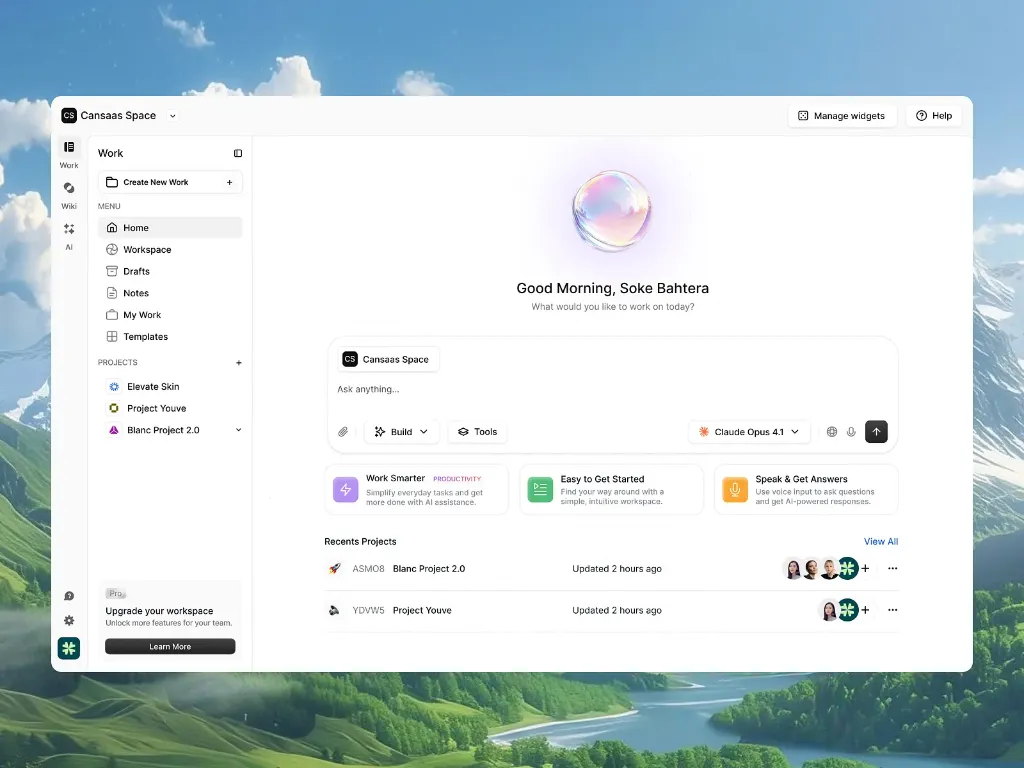 CS Cansaas Space
Manage widgets
Help
Work
Wiki
AI
Work
Create New Work +
MENU
Home
Workspace
Drafts
Notes
My Work
Templates
PROJECTS +
Elevate Skin
Project Youve
Blanc Project 2.0
Pro
Upgrade your workspace
Unlock more features for your team.
Learn More
Good Morning, Soke Bahtera
What would you like to work on today?
CS Cansaas Space
Ask anything...
Build
Tools
Claude Opus 4.1
Work Smarter PRODUCTIVITY
Simplify everyday tasks and get
more done with AI assistance.
Easy to Get Started
Find your way around with a
simple, intuitive workspace.
Speak & Get Answers
Use voice input to ask questions
and get AI-powered responses.
Recents Projects
View All
ASMO8 Blanc Project 2.0 Updated 2 hours ago +
YDVW5 Project Youve Updated 2 hours ago +